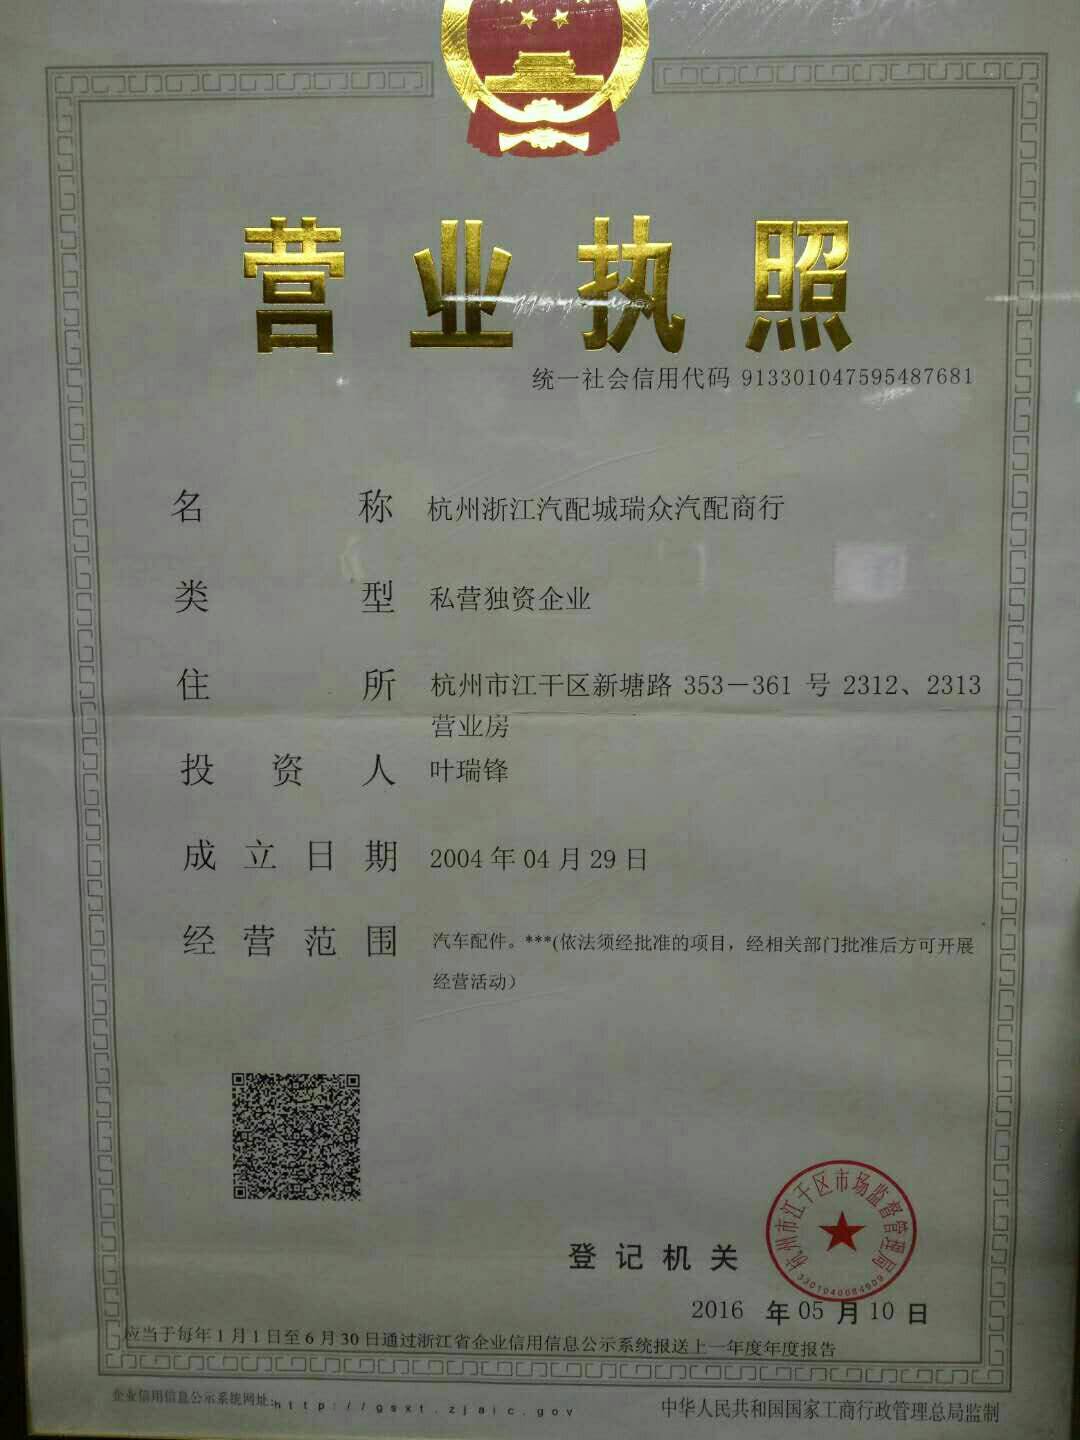 营业执照
统一社会信用代码 913301047595487681
名称 杭州浙江汽配城瑞众汽配商行
类型 私营独资企业
住所 杭州市江干区新塘路 353－361 号 2312、2313
营业房
投资人 叶瑞锋
成立日期 2004 年 04 月 29 日
经营范围 汽车配件。***(依法须经批准的项目，经相关部门批准后方可开展
经营活动）
杭州市江干区市场监督管理局
登记机关
2016 年 05 月 10 日
应当于每年1月1日至6月30日通过浙江省企业信用信息公示系统报送上一年度年度报告
企业信用信息公示系统网址:http://gsxt.zjaic.gov
中华人民共和国国家工商行政管理总局监制